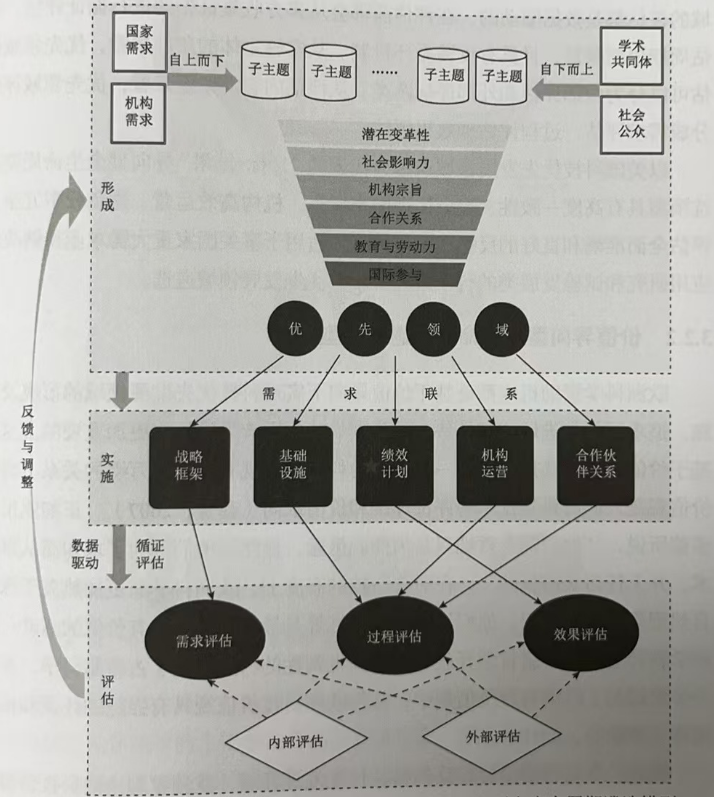 国家
需求
机构
需求
自上而下
子主题
子主题
……
子主题
子主题
自下而上
学术
共同体
社会
公众
潜在变革性
社会影响力
机构宗旨
合作关系
教育与劳动力
国际参与
形成
优
先
领
域
需
求
联
系
反馈与调整
实施
战略
框架
基础
设施
绩效
计划
机构
运营
合作伙
伴关系
数据
驱动
循证
评估
需求评估
过程评估
效果评估
评估
内部评估
外部评估